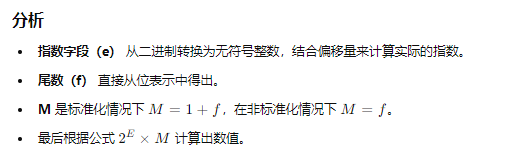 分析
• 指数字段（e） 从二进制转换为无符号整数，结合偏移量来计算实际的指数。
• 尾数（f） 直接从位表示中得出。
• M 是标准化情况下 M = 1 + f，在非标准化情况下 M = f。
• 最后根据公式 2^E × M 计算出数值。